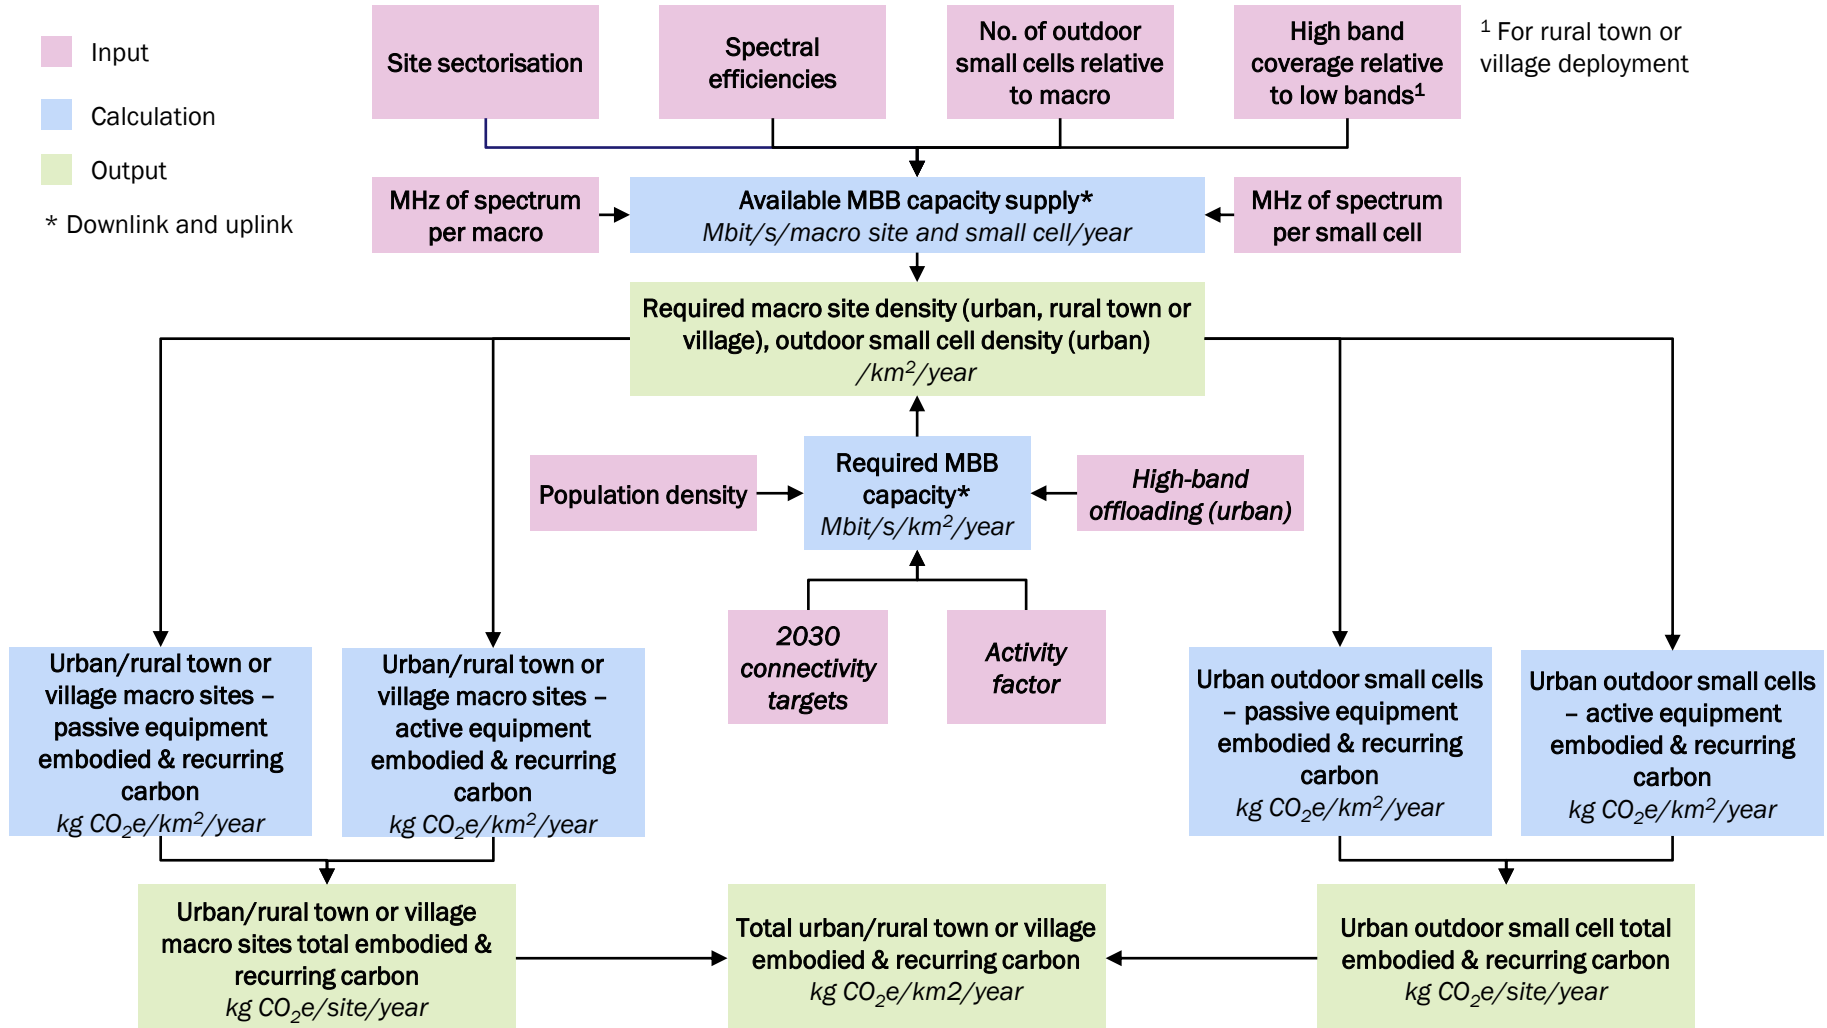 Input
Calculation
Output
* Downlink and uplink
Site sectorisation
Spectral
efficiencies
No. of outdoor
small cells relative
to macro
High band
coverage relative
to low bands¹
¹ For rural town or
village deployment
MHz of spectrum
per macro
Available MBB capacity supply*
Mbit/s/macro site and small cell/year
MHz of spectrum
per small cell
Required macro site density (urban, rural town or
village), outdoor small cell density (urban)
/km²/year
Population density
Required MBB
capacity*
Mbit/s/km²/year
High-band
offloading (urban)
2030
connectivity
targets
Activity
factor
Urban/rural town or
village macro sites –
passive equipment
embodied & recurring
carbon
kg CO₂e/km²/year
Urban/rural town or
village macro sites –
active equipment
embodied & recurring
carbon
kg CO₂e/km²/year
Urban outdoor small cells
– passive equipment
embodied & recurring
carbon
kg CO₂e/km²/year
Urban outdoor small cells
– active equipment
embodied & recurring
carbon
kg CO₂e/km²/year
Urban/rural town or village
macro sites total embodied &
recurring carbon
kg CO₂e/site/year
Total urban/rural town or village
embodied & recurring carbon
kg CO₂e/km2/year
Urban outdoor small cell total
embodied & recurring carbon
kg CO₂e/site/year